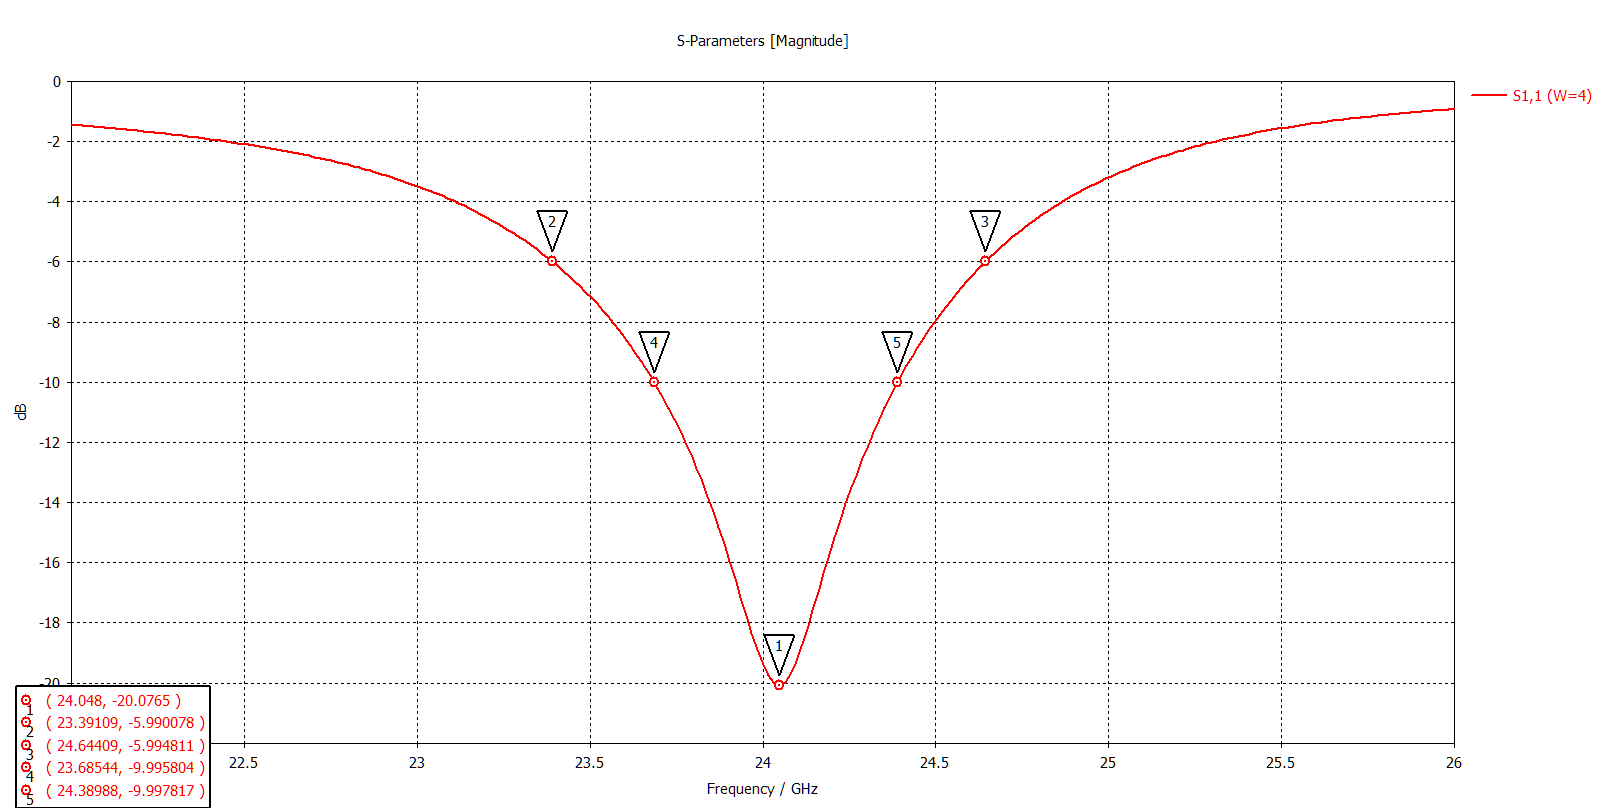 S-Parameters [Magnitude]
S1,1 (W=4)
0
-2
-4
-6
-8
-10
-12
-14
-16
-18
-20
dB
2
3
4
5
1
22.5
23
23.5
24
24.5
25
25.5
26
Frequency / GHz
1 ( 24.048, -20.0765 )
2 ( 23.39109, -5.990078 )
3 ( 24.64409, -5.994811 )
4 ( 23.68544, -9.995804 )
5 ( 24.38988, -9.997817 )